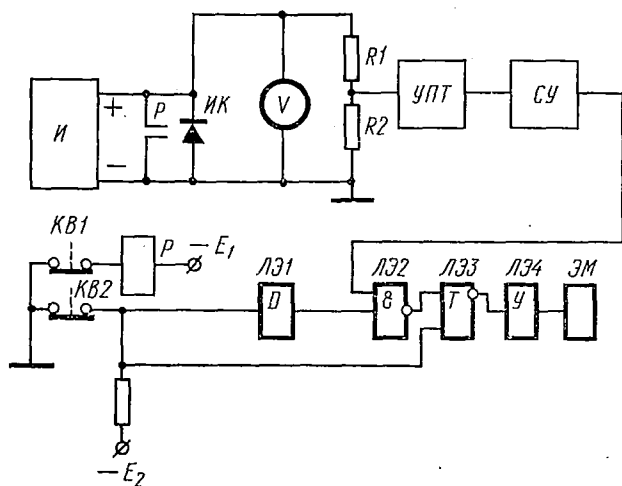 И
+
−
P
ИК
V
R1
R2
УПТ
СУ
КВ1
P
− E₁
КВ2
− E₂
ЛЭ1
D
ЛЭ2
&
ЛЭ3
T
ЛЭ4
У
ЭМ